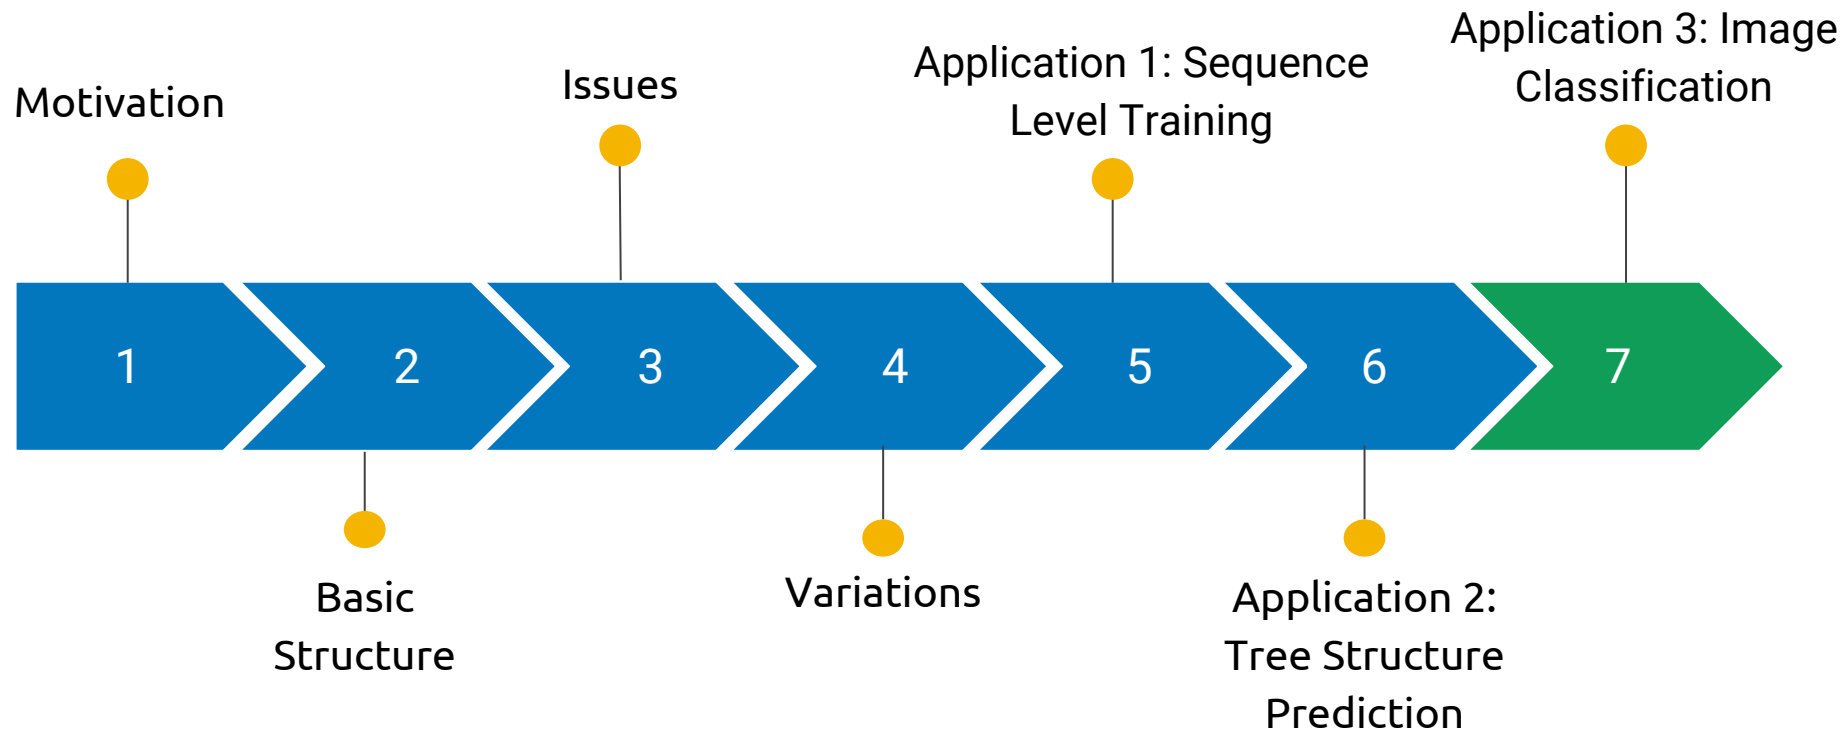 Motivation
Issues
Application 1: Sequence
Level Training
Application 3: Image
Classification
1
2
3
4
5
6
7
Basic
Structure
Variations
Application 2:
Tree Structure
Prediction